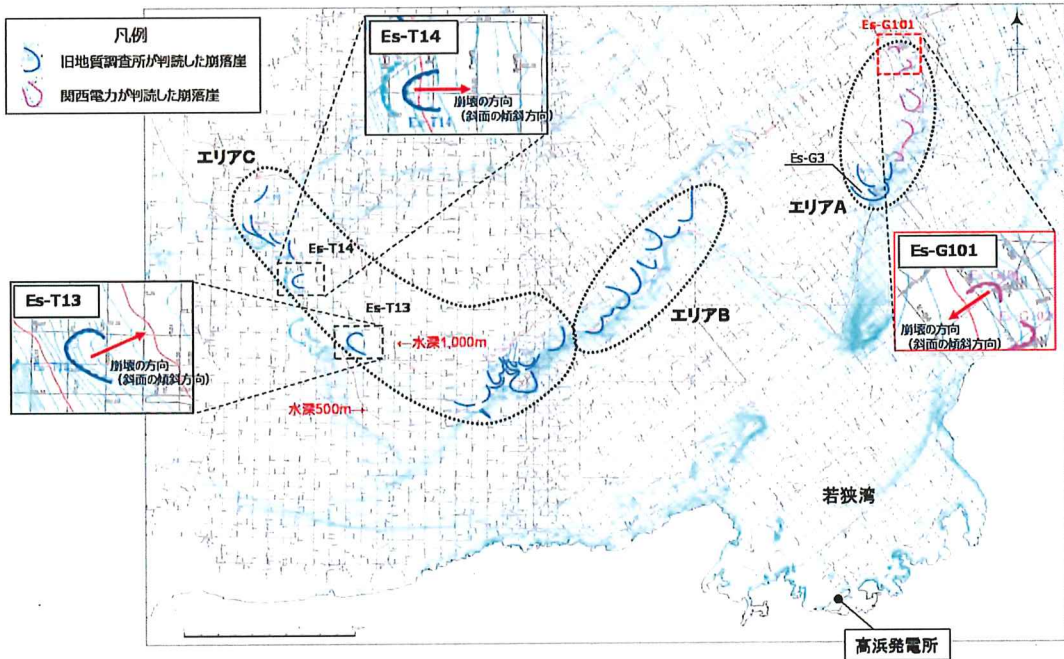 凡例
旧地質調査所が判読した崩落崖
関西電力が判読した崩落崖
Es-T14
崩壊の方向
(斜面の傾斜方向)
Es-G101
エリアC
Es-G3
エリアA
Es-T14
Es-G101
崩壊の方向
(斜面の傾斜方向)
Es-T13
崩壊の方向
(斜面の傾斜方向)
Es-T13
エリアB
←水深1,000m
水深500m→
若狭湾
高浜発電所